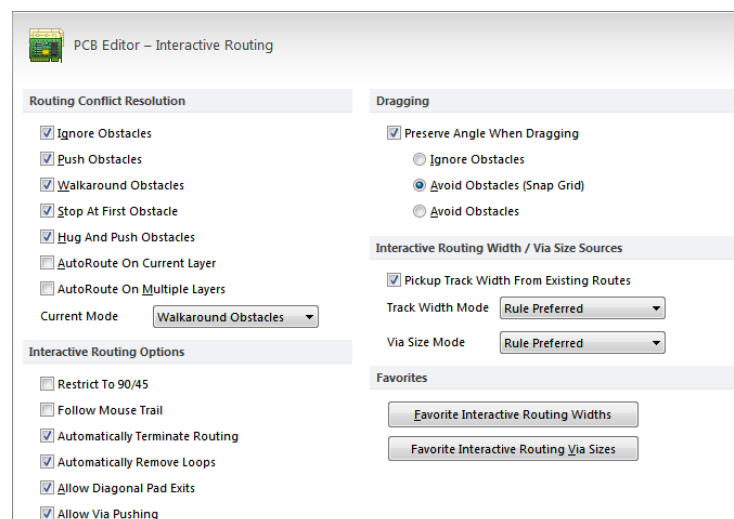 PCB Editor – Interactive Routing
Routing Conflict Resolution
Ignore Obstacles
Push Obstacles
Walkaround Obstacles
Stop At First Obstacle
Hug And Push Obstacles
AutoRoute On Current Layer
AutoRoute On Multiple Layers
Current Mode
Walkaround Obstacles
Interactive Routing Options
Restrict To 90/45
Follow Mouse Trail
Automatically Terminate Routing
Automatically Remove Loops
Allow Diagonal Pad Exits
Allow Via Pushing
Dragging
Preserve Angle When Dragging
Ignore Obstacles
Avoid Obstacles (Snap Grid)
Avoid Obstacles
Interactive Routing Width / Via Size Sources
Pickup Track Width From Existing Routes
Track Width Mode
Rule Preferred
Via Size Mode
Rule Preferred
Favorites
Favorite Interactive Routing Widths
Favorite Interactive Routing Via Sizes